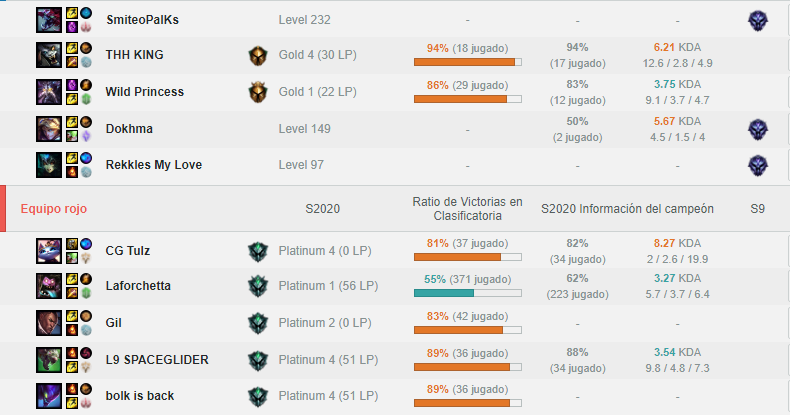 SmiteoPalKs Level 232 - - -
THH KING Gold 4 (30 LP) 94% (18 jugado) 94% 6.21 KDA
(17 jugado) 12.6 / 2.8 / 4.9
Wild Princess Gold 1 (22 LP) 86% (29 jugado) 83% 3.75 KDA
(12 jugado) 9.1 / 3.7 / 4.7
Dokhma Level 149 - 50% 5.67 KDA
(2 jugado) 4.5 / 1.5 / 4
Rekkles My Love Level 97 - - -
Equipo rojo S2020 Ratio de Victorias en Clasificatoria S2020 Información del campeón S9
CG Tulz Platinum 4 (0 LP) 81% (37 jugado) 82% 8.27 KDA
(34 jugado) 2 / 2.6 / 19.9
Laforchetta Platinum 1 (56 LP) 55% (371 jugado) 62% 3.27 KDA
(223 jugado) 5.7 / 3.7 / 6.4
Gil Platinum 2 (0 LP) 83% (42 jugado) - -
L9 SPACEGLIDER Platinum 4 (51 LP) 89% (36 jugado) 88% 3.54 KDA
(34 jugado) 9.8 / 4.8 / 7.3
bolk is back Platinum 4 (51 LP) 89% (36 jugado) - -